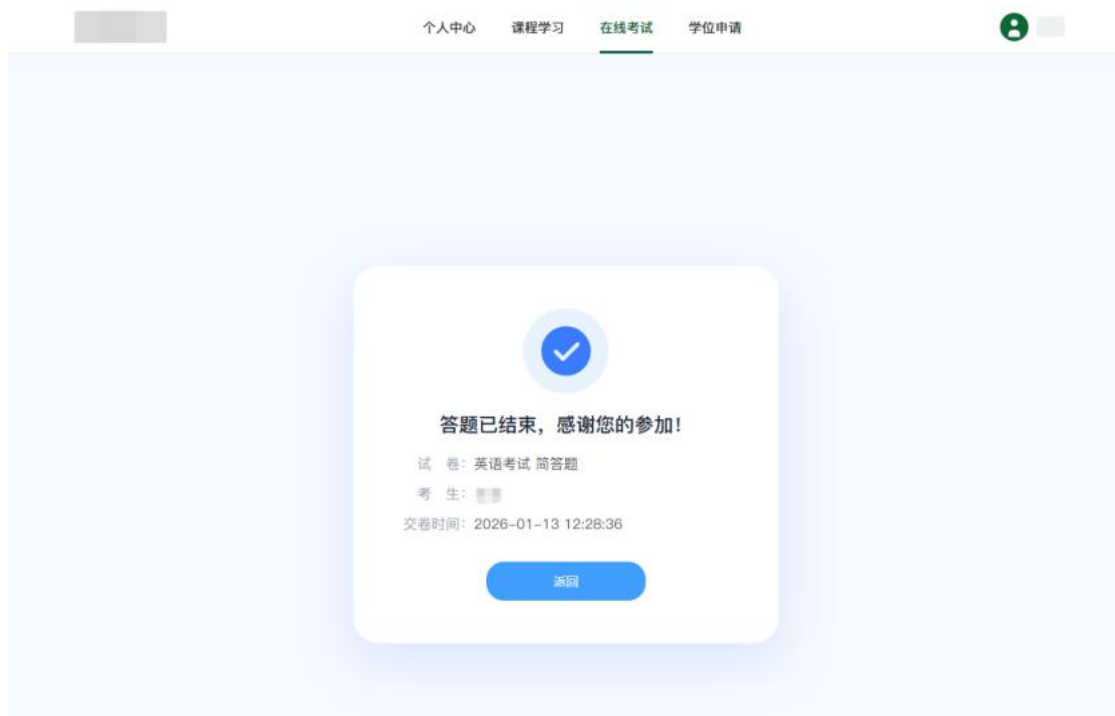 个人中心 课程学习 在线考试 学位申请
答题已结束，感谢您的参加！
试 卷：英语考试 简答题
考 生：
交卷时间：2026-01-13 12:28:36
返回